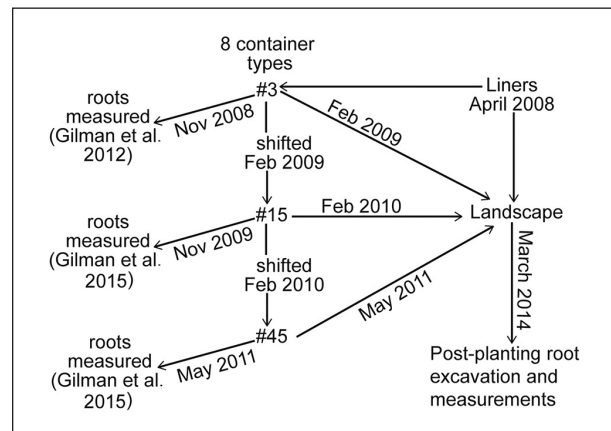 8 container
types
#3
Liners
April 2008
roots
measured
(Gilman et al.
2012)
Nov 2008
Feb 2009
shifted
Feb 2009
#15
Feb 2010
Landscape
roots
measured
(Gilman et al.
2015)
Nov 2009
shifted
Feb 2010
May 2011
March 2014
#45
roots
measured
(Gilman et al.
2015)
May 2011
Post-planting root
excavation and
measurements